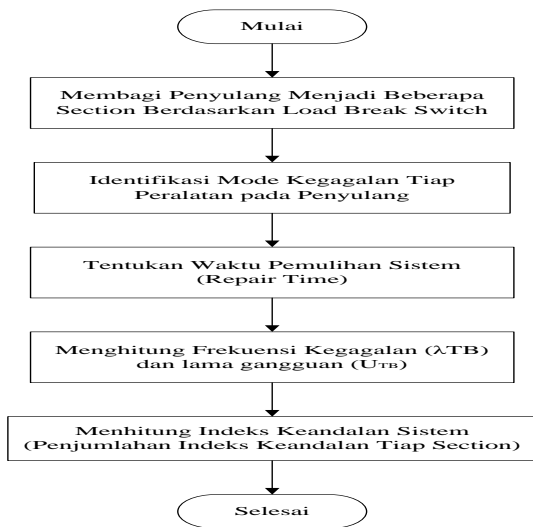 Mulai
Membagi Penyulang Menjadi Beberapa
Section Berdasarkan Load Break Switch
Identifikasi Mode Kegagalan Tiap
Peralatan pada Penyulang
Tentukan Waktu Pemulihan Sistem
(Repair Time)
Menghitung Frekuensi Kegagalan (λTB)
dan lama gangguan (UTB)
Menhitung Indeks Keandalan Sistem
(Penjumlahan Indeks Keandalan Tiap Section)
Selesai